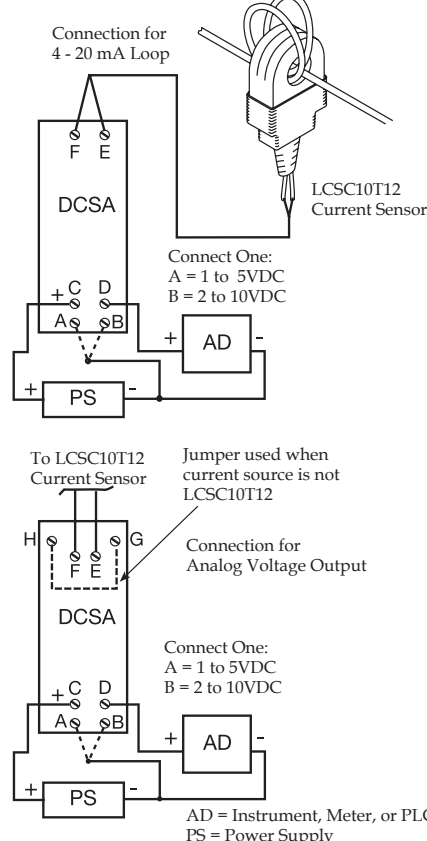 Connection for
4 - 20 mA Loop
F E
DCSA
LCSC10T12
Current Sensor
Connect One:
A = 1 to 5VDC
B = 2 to 10VDC
+ C D
A B
+ AD -
+ PS -
To LCSC10T12
Current Sensor
Jumper used when
current source is not
LCSC10T12
H G
F E
Connection for
Analog Voltage Output
DCSA
Connect One:
A = 1 to 5VDC
B = 2 to 10VDC
+ C D
A B
+ AD -
+ PS -
AD = Instrument, Meter, or PLC
PS = Power Supply